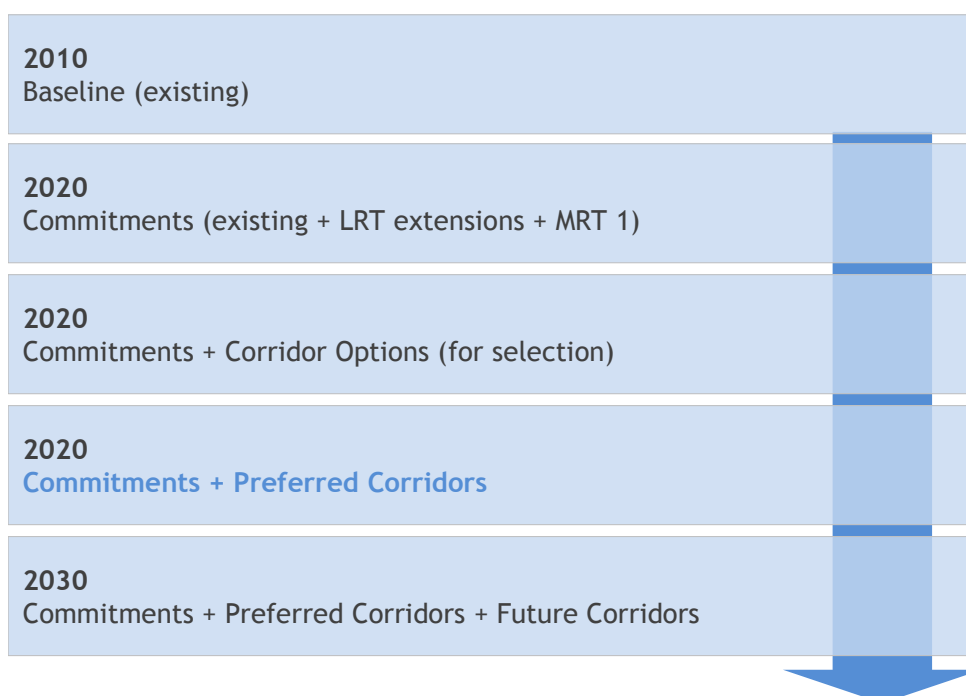 2010
Baseline (existing)
2020
Commitments (existing + LRT extensions + MRT 1)
2020
Commitments + Corridor Options (for selection)
2020
Commitments + Preferred Corridors
2030
Commitments + Preferred Corridors + Future Corridors